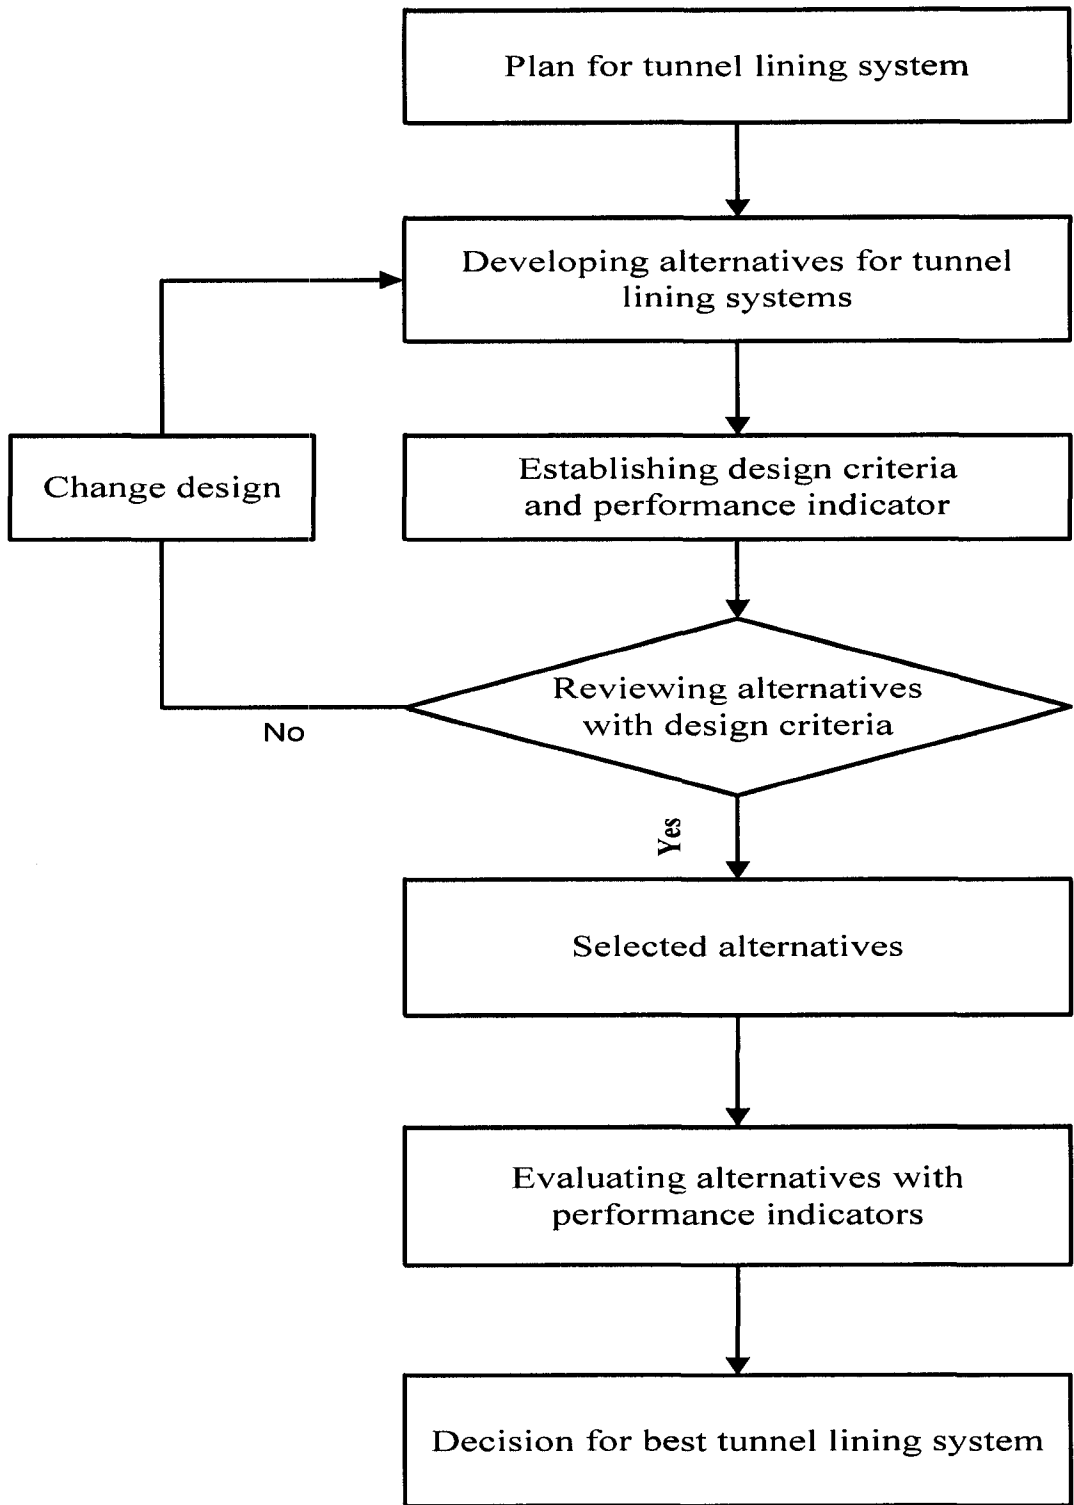 Plan for tunnel lining system
Developing alternatives for tunnel
lining systems
Change design
Establishing design criteria
and performance indicator
Reviewing alternatives
with design criteria
No
Yes
Selected alternatives
Evaluating alternatives with
performance indicators
Decision for best tunnel lining system